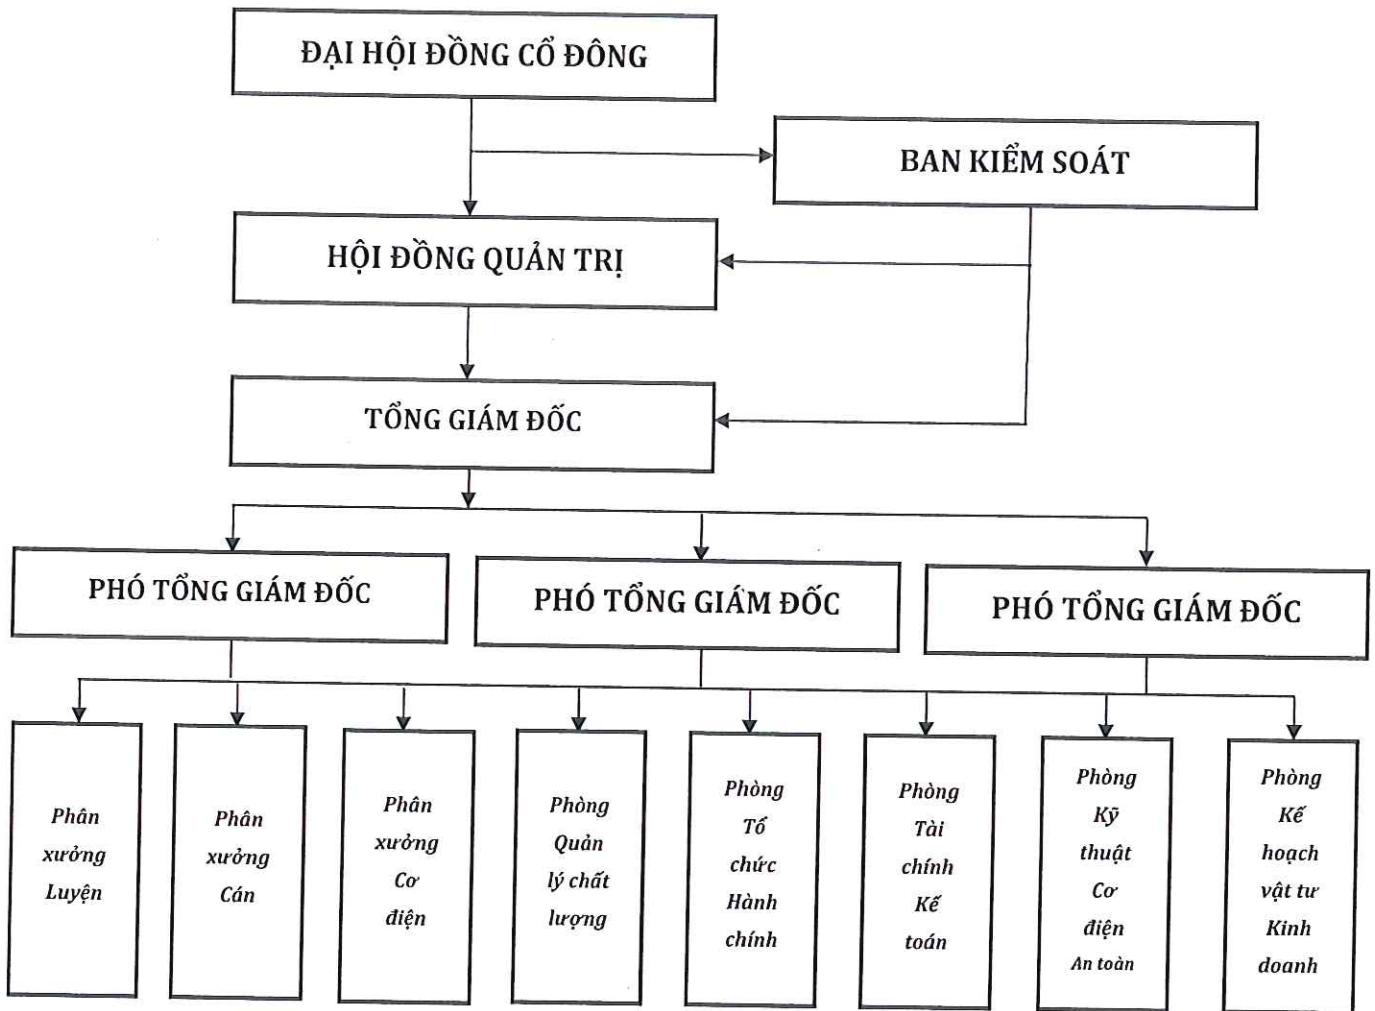 ĐẠI HỘI ĐỒNG CỔ ĐÔNG
BAN KIỂM SOÁT
HỘI ĐỒNG QUẢN TRỊ
TỔNG GIÁM ĐỐC
PHÓ TỔNG GIÁM ĐỐC
PHÓ TỔNG GIÁM ĐỐC
PHÓ TỔNG GIÁM ĐỐC
Phân
xưởng
Luyện
Phân
xưởng
Cán
Phân
xưởng
Cơ
điện
Phòng
Quản
lý chất
lượng
Phòng
Tổ
chức
Hành
chính
Phòng
Tài
chính
Kế
toán
Phòng
Kỹ
thuật
Cơ
điện
An toàn
Phòng
Kế
hoạch
vật tư
Kinh
doanh